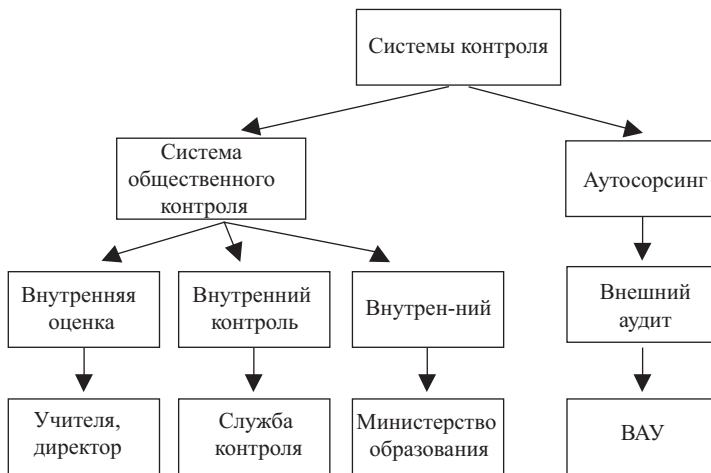 Системы контроля
Система
общественного
контроля
Аутосорсинг
Внутренняя
оценка
Внутренний
контроль
Внутрен-ний
Внешний
аудит
Учителя,
директор
Служба
контроля
Министерство
образования
ВАУ